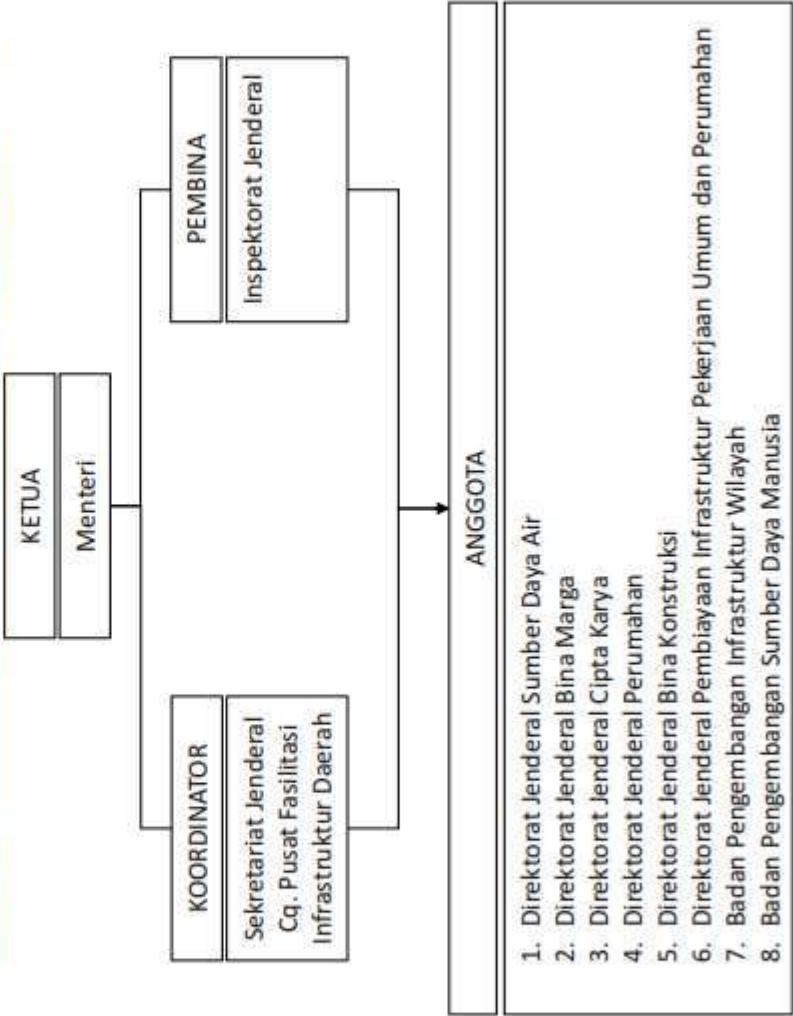 KETUA
Menteri
KOORDINATOR
Sekretariat Jenderal
Cq. Pusat Fasilitasi
Infrastruktur Daerah
PEMBINA
Inspektorat Jenderal
ANGGOTA
1. Direktorat Jenderal Sumber Daya Air
2. Direktorat Jenderal Bina Marga
3. Direktorat Jenderal Cipta Karya
4. Direktorat Jenderal Perumahan
5. Direktorat Jenderal Bina Konstruksi
6. Direktorat Jenderal Pembiayaan Infrastruktur Pekerjaan Umum dan Perumahan
7. Badan Pengembangan Infrastruktur Wilayah
8. Badan Pengembangan Sumber Daya Manusia